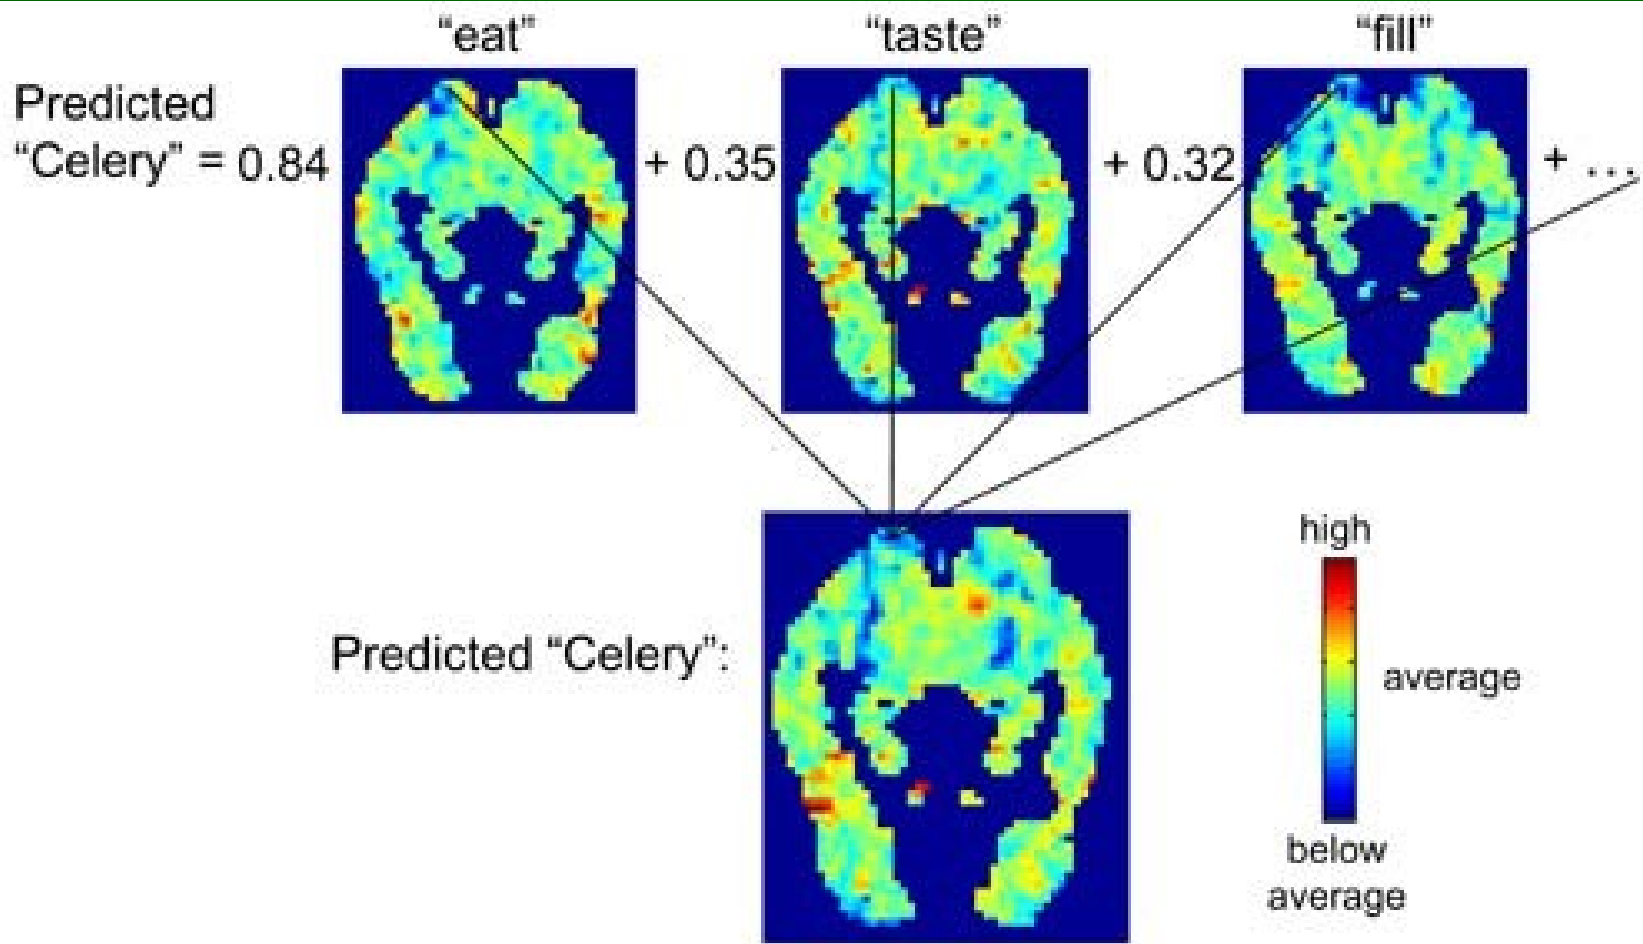 “eat” “taste” “fill”
Predicted
“Celery” = 0.84 + 0.35 + 0.32 + ...
Predicted “Celery”:
high
average
below
average